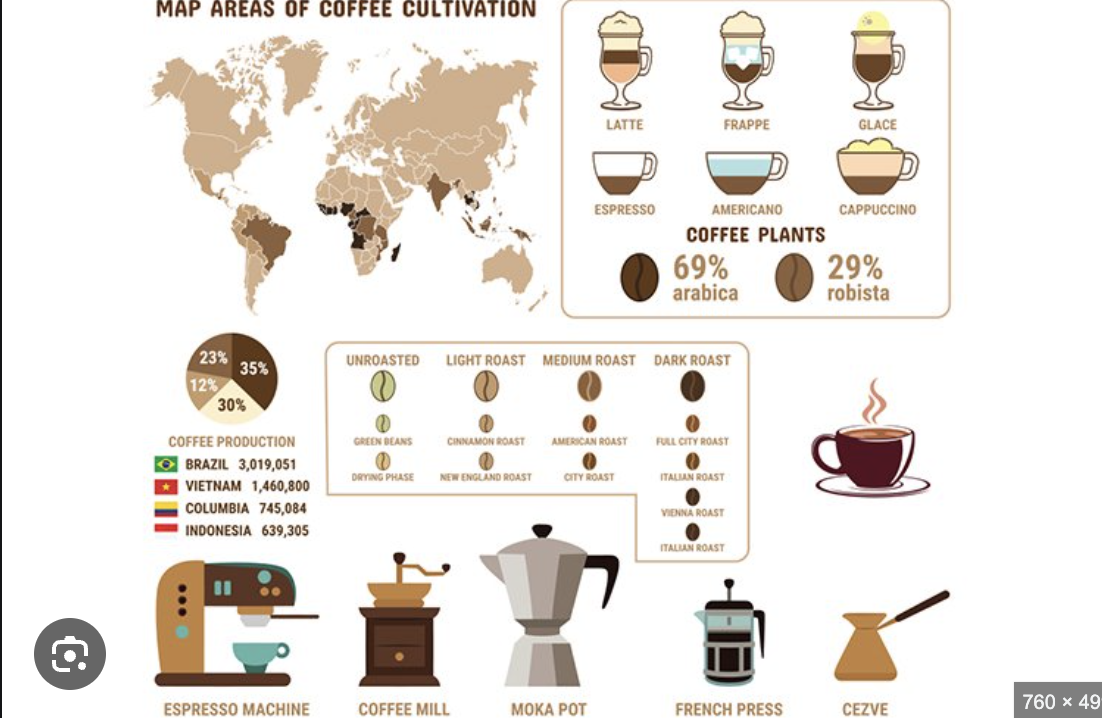 MAP AREAS OF COFFEE CULTIVATION
LATTE FRAPPE GLACE
ESPRESSO AMERICANO CAPPUCCINO
COFFEE PLANTS
69% arabica
29% robista
23%
35%
12%
30%
COFFEE PRODUCTION
BRAZIL 3,019,051
VIETNAM 1,460,800
COLUMBIA 745,084
INDONESIA 639,305
UNROASTED LIGHT ROAST MEDIUM ROAST DARK ROAST
GREEN BEANS CINNAMON ROAST AMERICAN ROAST FULL CITY ROAST
DRYING PHASE NEW ENGLAND ROAST CITY ROAST ITALIAN ROAST
VIENNA ROAST
ITALIAN ROAST
ESPRESSO MACHINE COFFEE MILL MOKA POT FRENCH PRESS CEZVE
760 × 49